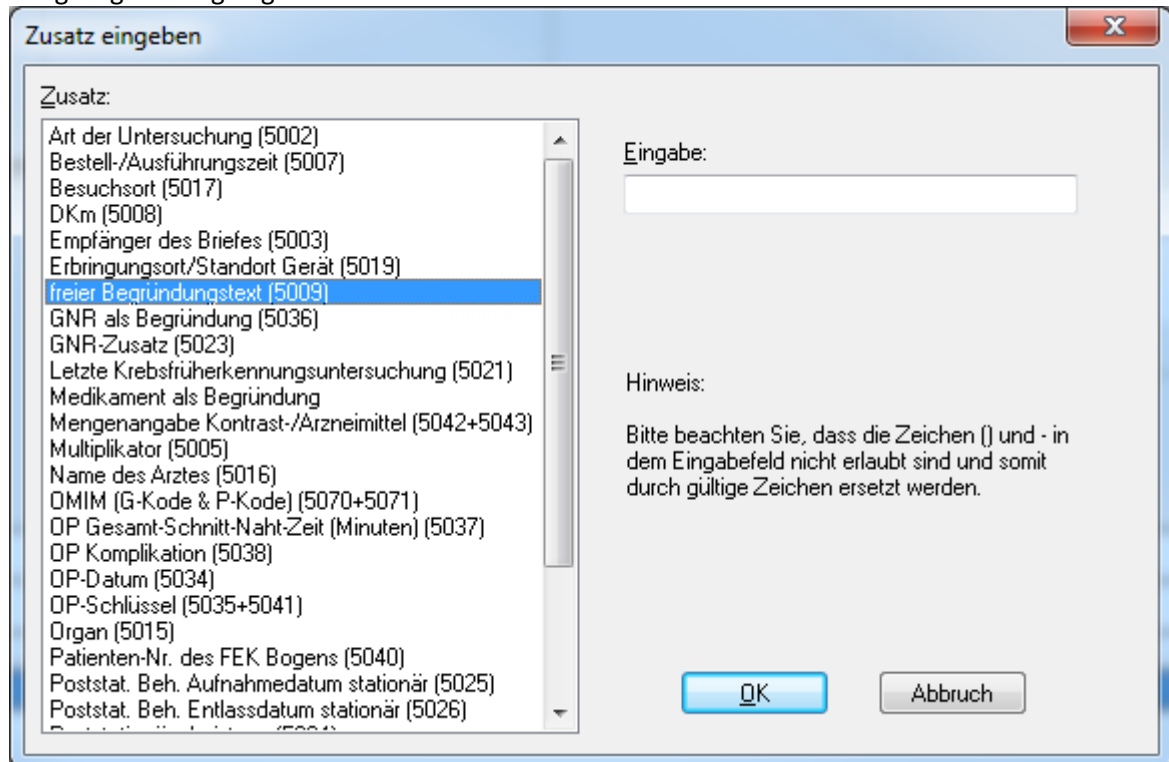 Zusatz eingeben
Zusatz:
Art der Untersuchung (5002)
Bestell-/Ausführungszeit (5007)
Besuchsort (5017)
DKm (5008)
Empfänger des Briefes (5003)
Erbringungsort/Standort Gerät (5019)
freier Begründungstext (5009)
GNR als Begründung (5036)
GNR-Zusatz (5023)
Letzte Krebsfrüherkennungsuntersuchung (5021)
Medikament als Begründung
Mengenangabe Kontrast-/Arzneimittel (5042+5043)
Multiplikator (5005)
Name des Arztes (5016)
OMIM (G-Kode & P-Kode) (5070+5071)
OP Gesamt-Schnitt-Naht-Zeit (Minuten) (5037)
OP Komplikation (5038)
OP-Datum (5034)
OP-Schlüssel (5035+5041)
Organ (5015)
Patienten-Nr. des FEK Bogens (5040)
Poststat. Beh. Aufnahmedatum stationär (5025)
Poststat. Beh. Entlassdatum stationär (5026)
Eingabe:
Hinweis:
Bitte beachten Sie, dass die Zeichen () und - in
dem Eingabefeld nicht erlaubt sind und somit
durch gültige Zeichen ersetzt werden.
OK
Abbruch